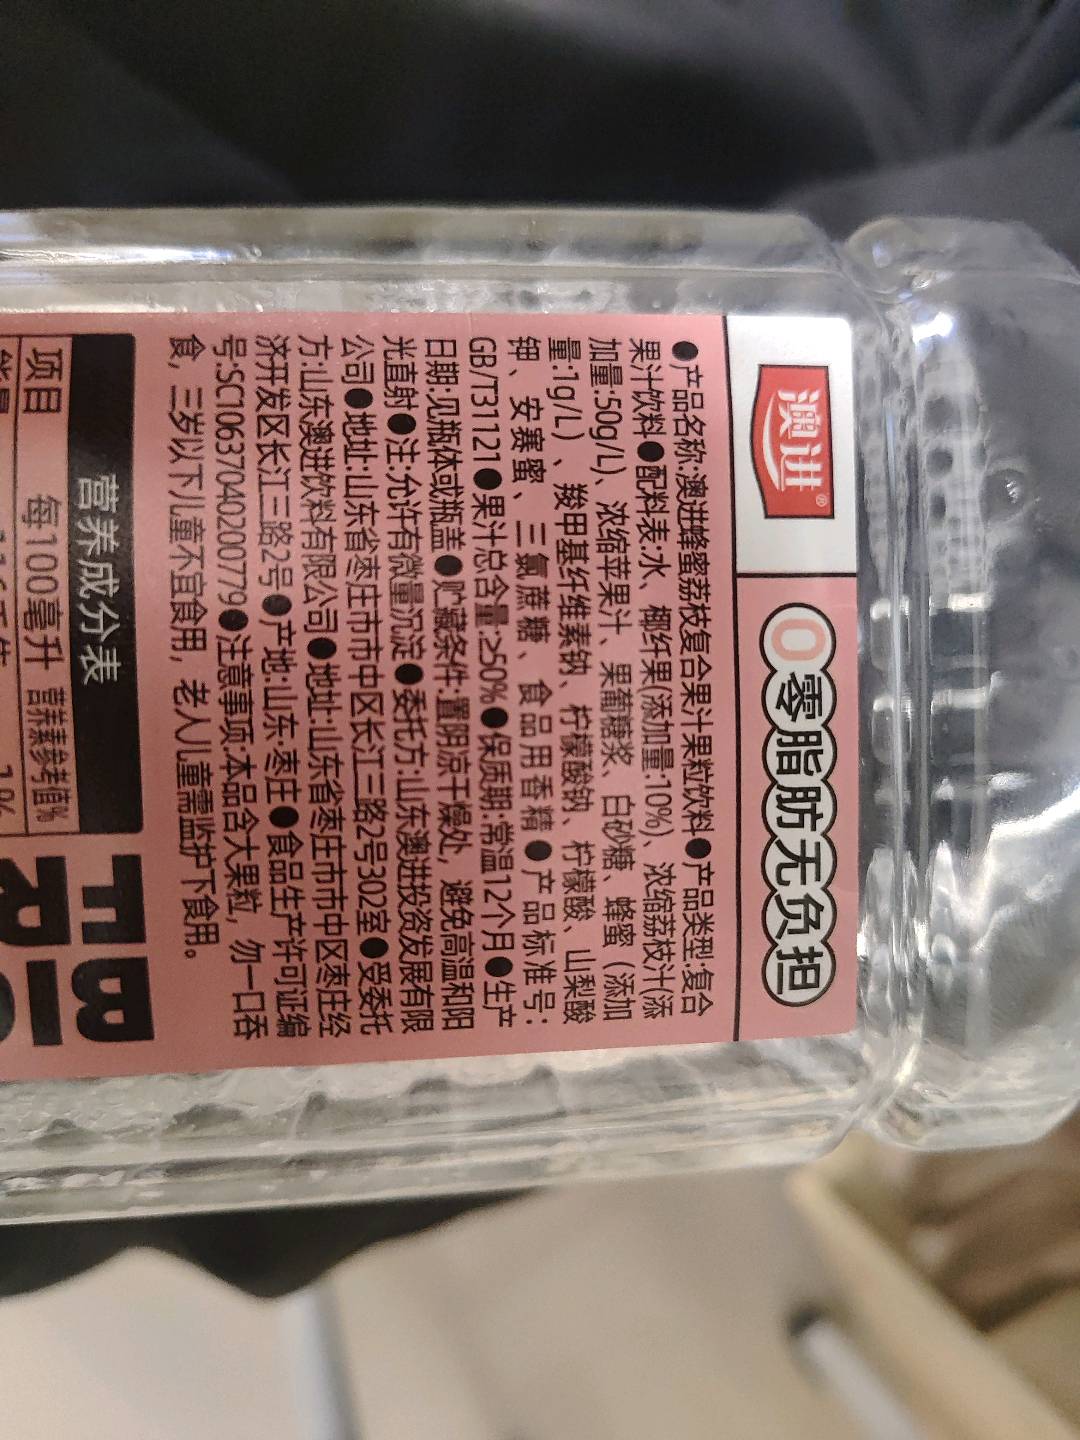 澳进®
0零脂肪无负担
●产品名称:澳进蜂蜜荔枝复合果汁果粒饮料●产品类型:复合
果汁饮料●配料表:水、椰纤果(添加量:10%)、浓缩荔枝汁(添
加量:50g/L)、浓缩苹果汁、果葡糖浆、白砂糖、蜂蜜（添加
量:1g/L）、羧甲基纤维素钠、柠檬酸钠、柠檬酸、山梨酸
钾、安赛蜜、三氯蔗糖、食品用香精●产品标准号:
GB/T31121●果汁总含量:≥50%●保质期:常温12个月●生产
日期:见瓶体或瓶盖●贮藏条件:置阴凉干燥处，避免高温和阳
光直射●注:允许有微量沉淀●委托方:山东澳进投资发展有限
公司●地址:山东省枣庄市市中区长江三路2号302室●受委托
方:山东澳进饮料有限公司●地址:山东省枣庄市市中区枣庄经
济开发区长江三路2号●产地:山东·枣庄●食品生产许可证编
号:SC10637040200779●注意事项:本品含大果粒，勿一口吞
食，三岁以下儿童不宜食用，老人儿童需监护下食用。
营养成分表
项目 每100毫升 营养素参考值%
1%